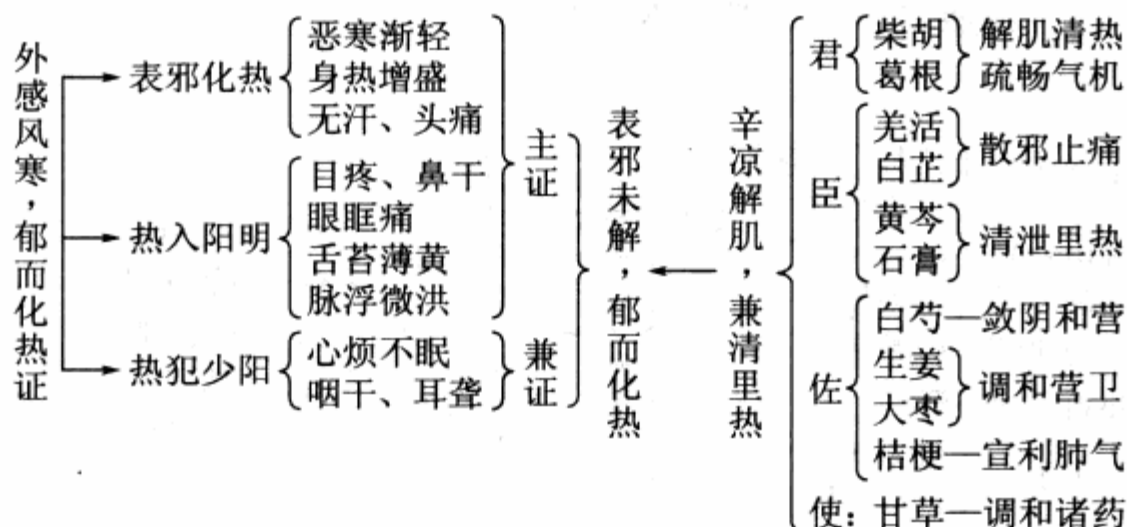 外感风寒，郁而化热证
表邪化热
恶寒渐轻
身热增盛
无汗、头痛
热入阳明
目疼、鼻干
眼眶痛
舌苔薄黄
脉浮微洪
热犯少阳
心烦不眠
咽干、耳聋
主证
兼证
表邪未解，郁而化热
辛凉解肌，兼清里热
君
柴胡
葛根
解肌清热
疏畅气机
臣
羌活
白芷
散邪止痛
黄芩
石膏
清泄里热
佐
白芍—敛阴和营
生姜
大枣
调和营卫
桔梗—宣利肺气
使：甘草—调和诸药